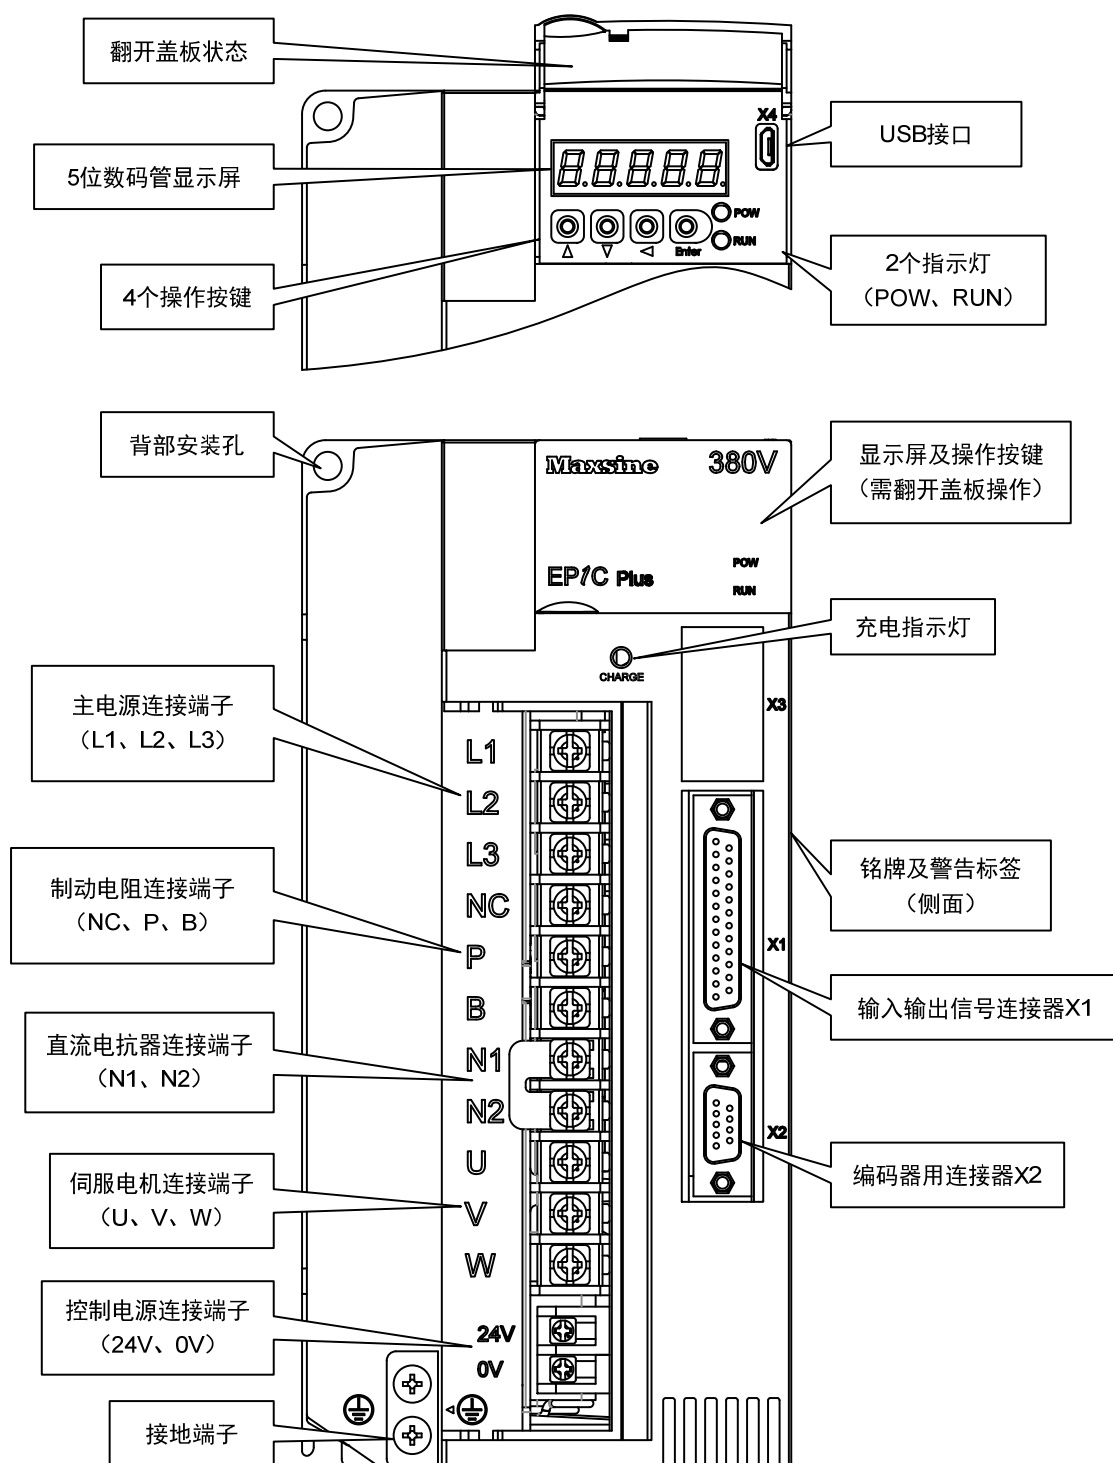 翻开盖板状态
X4
USB接口
5位数码管显示屏
8.8.8.8.8.
POW
RUN
Enter
4个操作按键
2个指示灯
(POW、RUN)
背部安装孔
Maxsine
380V
显示屏及操作按键
(需翻开盖板操作)
POW
EP1C Plus
RUN
充电指示灯
CHARGE
主电源连接端子
(L1、L2、L3)
X3
L1
L2
L3
铭牌及警告标签
(侧面)
制动电阻连接端子
(NC、P、B)
NC
P
X1
B
输入输出信号连接器X1
直流电抗器连接端子
(N1、N2)
N1
N2
X2
U
编码器用连接器X2
伺服电机连接端子
(U、V、W)
V
W
控制电源连接端子
(24V、0V)
24V
0V
接地端子